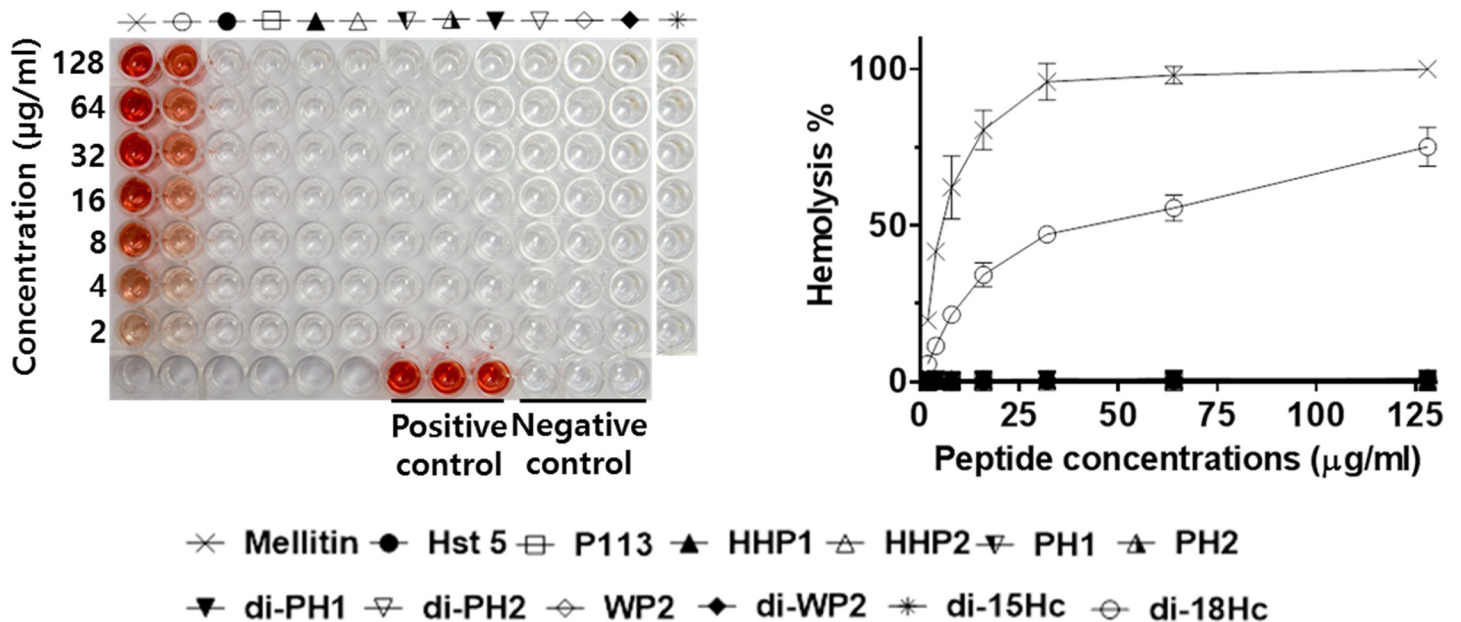 Concentration (μg/ml)
128
64
32
16
8
4
2
Positive control
Negative control
Hemolysis %
100
50
0
0 25 50 75 100 125
Peptide concentrations (μg/ml)
Mellitin Hst 5 P113 HHP1 HHP2 PH1 PH2
di-PH1 di-PH2 WP2 di-WP2 di-15Hc di-18Hc